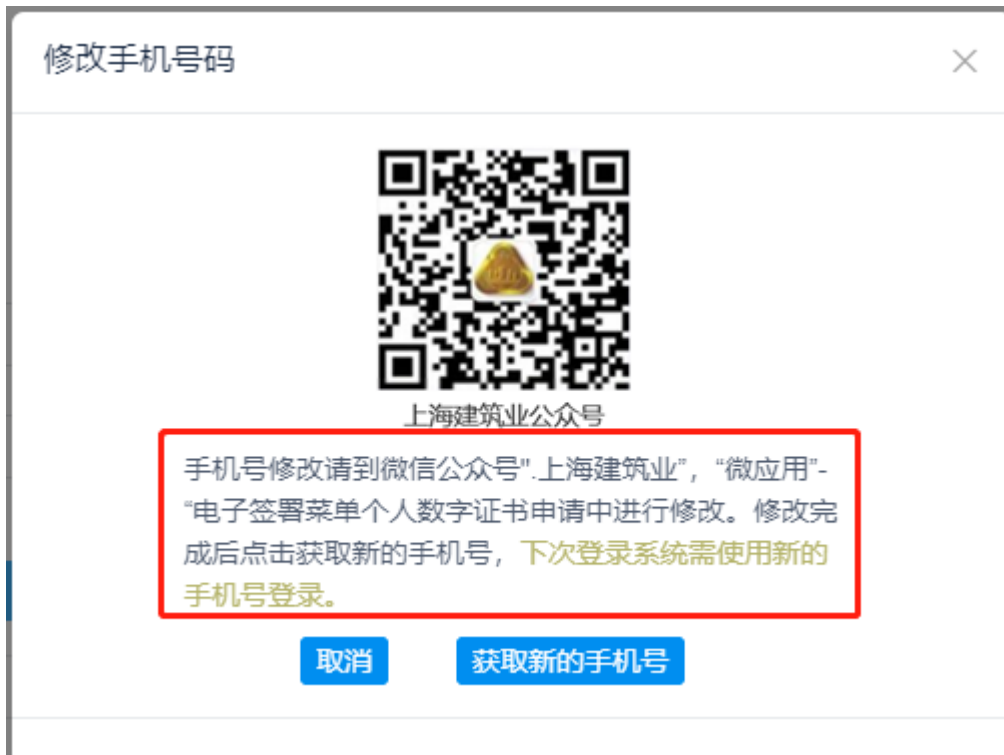 修改手机号码
上海建筑业公众号
手机号修改请到微信公众号".上海建筑业”，“微应用”-
“电子签署菜单个人数字证书申请中进行修改。修改完
成后点击获取新的手机号，下次登录系统需使用新的
手机号登录。
取消
获取新的手机号